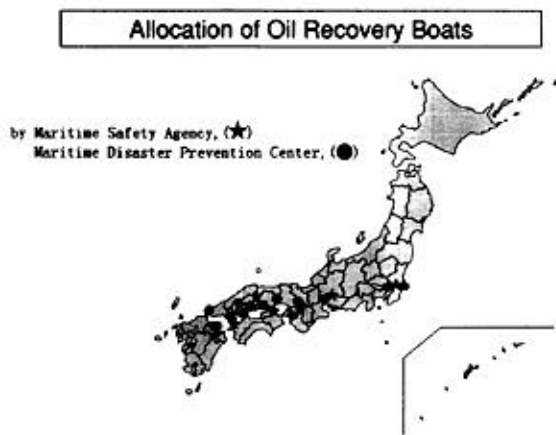 Allocation of Oil Recovery Boats
by Maritime Safety Agency, (★)
Maritime Disaster Prevention Center, (●)